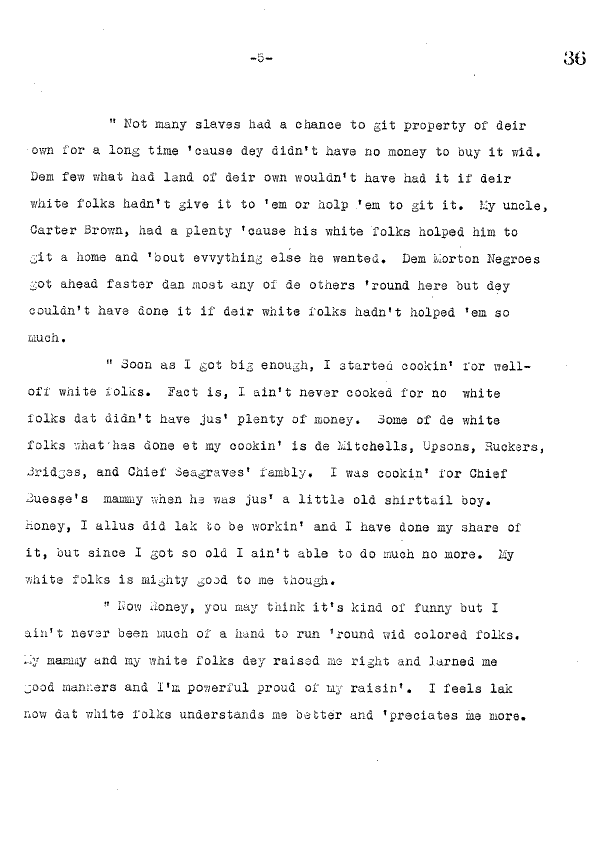 -5-
36
" Not many slaves had a chance to git property of deir
own for a long time 'cause dey didn't have no money to buy it wid.
Dem few what had land of deir own wouldn't have had it if deir
white folks hadn't give it to 'em or holp 'em to git it. My uncle,
Carter Brown, had a plenty 'cause his white folks holped him to
git a home and 'bout evvything else he wanted. Dem Morton Negroes
got ahead faster dan most any of de others 'round here but dey
couldn't have done it if deir white folks hadn't holped 'em so
much.
" Soon as I got big enough, I started cookin' for well-
off white folks. Fact is, I ain't never cooked for no white
folks dat didn't have jus' plenty of money. Some of de white
folks what has done et my cookin' is de Mitchells, Upsons, Ruckers,
Bridges, and Chief Seagraves' fambly. I was cookin' for Chief
Buesse's mammy when he was jus' a little old shirttail boy.
Honey, I allus did lak to be workin' and I have done my share of
it, but since I got so old I ain't able to do much no more. My
white folks is mighty good to me though.
" Now Honey, you may think it's kind of funny but I
ain't never been much of a hand to run 'round wid colored folks.
My mammy and my white folks dey raised me right and larned me
good manners and I'm powerful proud of my raisin'. I feels lak
now dat white folks understands me better and 'preciates me more.